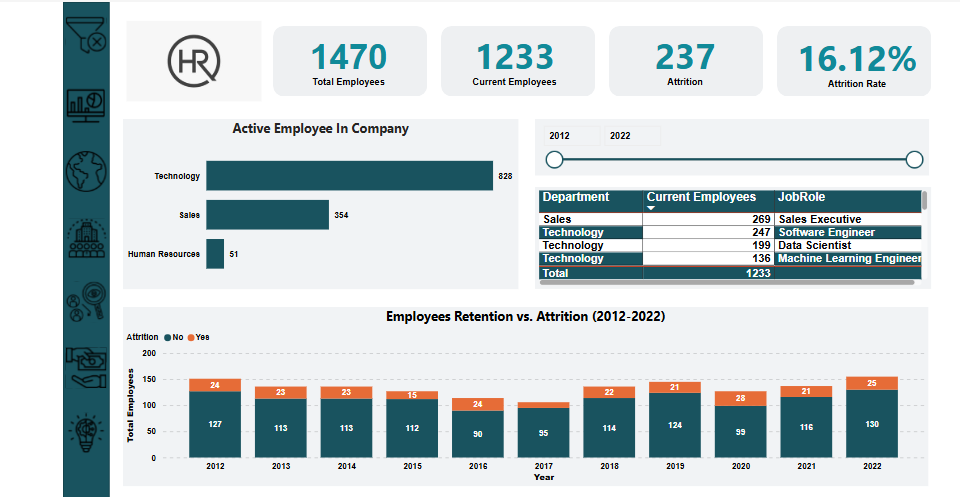 HR
1470
Total Employees
1233
Current Employees
237
Attrition
16.12%
Attrition Rate
Active Employee In Company
Technology 828
Sales 354
Human Resources 51
2012 2022
Department Current Employees JobRole
Sales 269 Sales Executive
Technology 247 Software Engineer
Technology 199 Data Scientist
Technology 136 Machine Learning Engineer
Total 1233
Employees Retention vs. Attrition (2012-2022)
Attrition No Yes
Total Employees
200
150
100
50
0
24 23 23 15 24 22 21 28 21 25
127 113 113 112 90 95 114 124 99 116 130
2012 2013 2014 2015 2016 2017 2018 2019 2020 2021 2022
Year